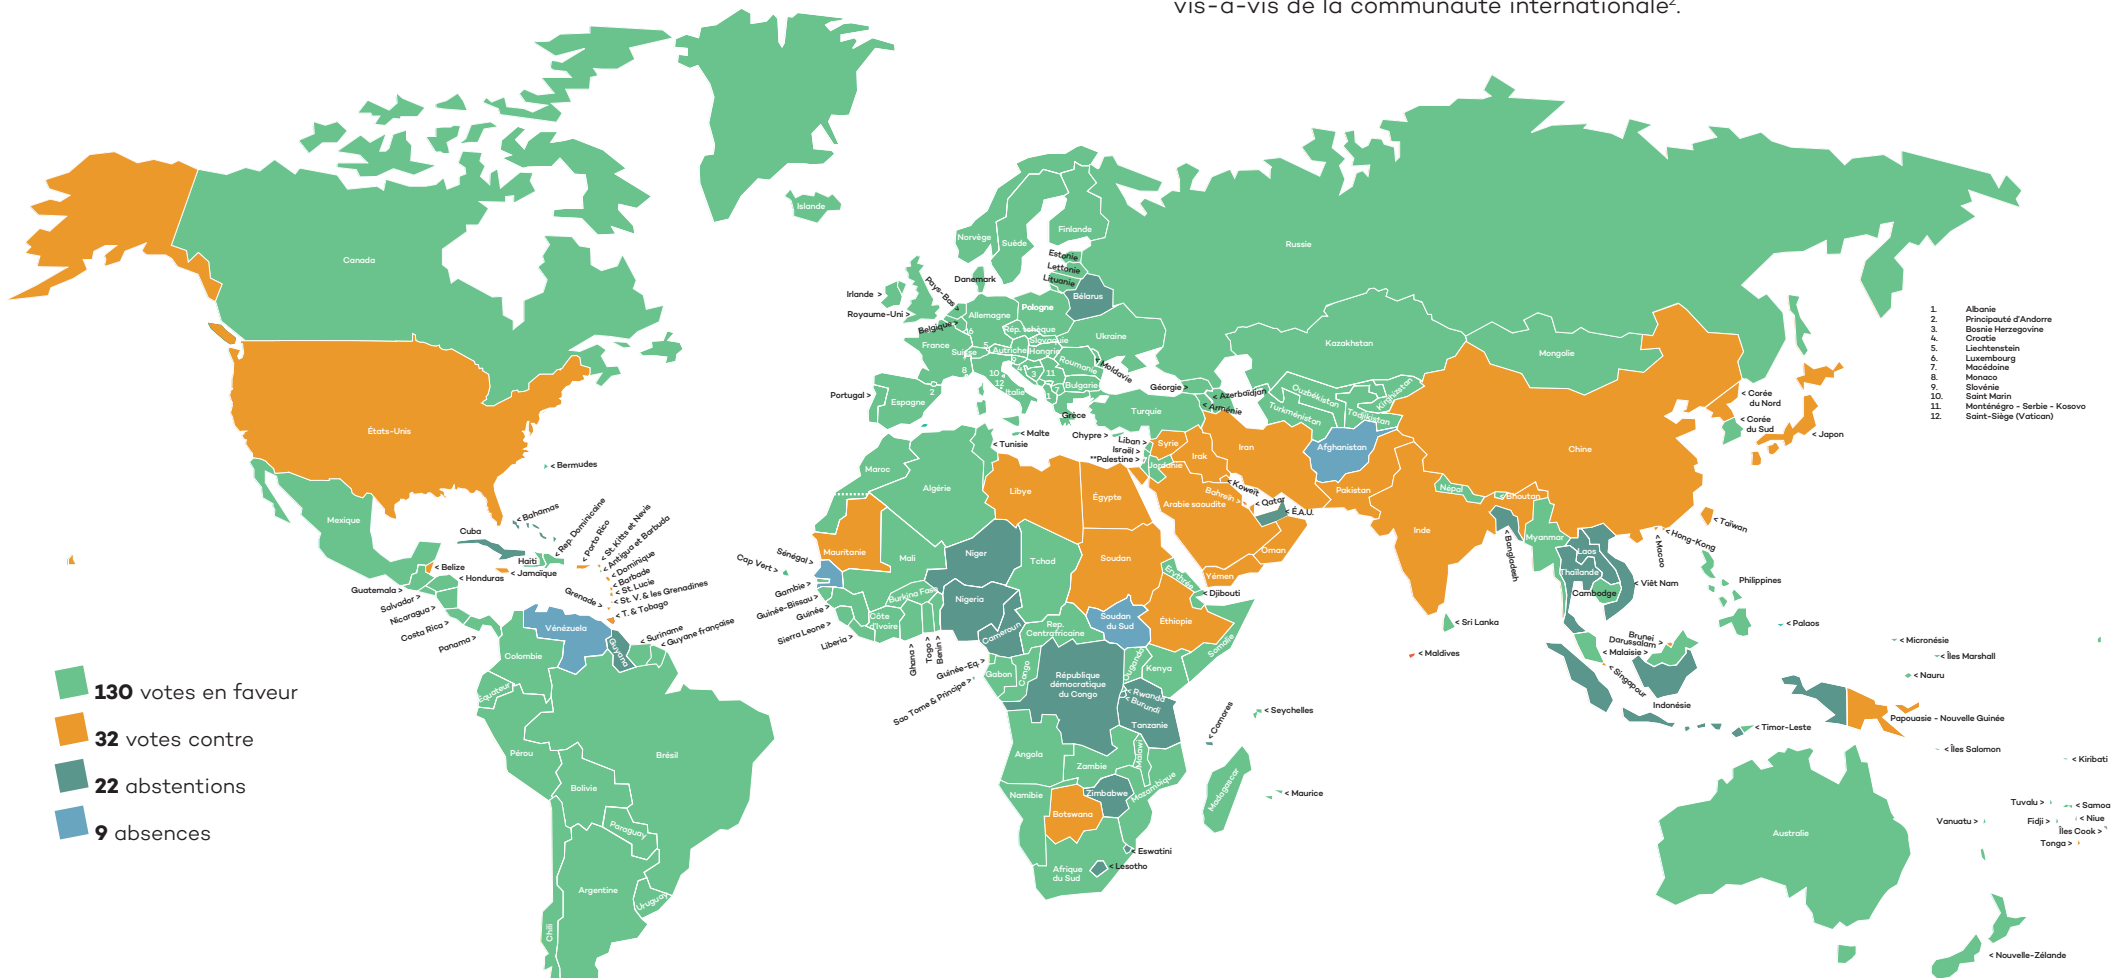 vis-à-vis de la communauté internationale².
Islande
Canada
États-Unis
Mexique
< Bermudes
< Bahamas
Cuba
Haïti
< Rép. Dominicaine
< Porto Rico
< St. Kitts et Nevis
< Antigua et Barbuda
< Dominique
< Barbade
< St. Lucie
< St. V. & les Grenadines
Grenade >
< T. & Tobago
< Jamaïque
< Belize
< Honduras
Guatemala >
Salvador >
Nicaragua >
Costa Rica >
Panama >
Vénézuela
Guyana
< Suriname
< Guyane française
Colombie
Équateur
Pérou
Brésil
Bolivie
Paraguay
Argentine
Uruguay
Chili
130 votes en faveur
32 votes contre
22 abstentions
9 absences
Norvège
Suède
Finlande
Estonie
Lettonie
Lituanie
Danemark
Irlande >
Royaume-Uni >
Pays-Bas
Belgique >
Allemagne
Pologne
Bélarus
Rép. tchèque
Slovaquie
Ukraine
France
Suisse
Autriche
Hongrie
Roumanie
Moldavie
Bulgarie
Italie
Portugal >
Espagne
Grèce
Turquie
Géorgie >
< Azerbaïdjan
< Arménie
< Malte
< Tunisie
Chypre >
Liban >
Israël >
**Palestine >
Syrie
Jordanie
Irak
Iran
< Koweït
Bahreïn >
< Qatar
< É.A.U.
Arabie saoudite
Oman
Yémen
Russie
Kazakhstan
Ouzbékistan
Turkménistan
Kirghizstan
Tadjikistan
Afghanistan
Pakistan
Mongolie
Chine
Népal
< Bhoutan
Inde
< Bangladesh
Myanmar
Laos
Thaïlande
Cambodge
< Viêt Nam
< Corée
du Nord
< Corée
du Sud
< Japon
< Taïwan
< Hong-Kong
< Macao
Philippines
< Sri Lanka
< Maldives
Brunei
Darussalam >
< Malaisie >
< Singapour
Indonésie
< Timor-Leste
Papouasie - Nouvelle Guinée
< Palaos
< Micronésie
< Îles Marshall
< Nauru
< Îles Salomon
< Kiribati
Tuvalu >
< Samoa
Vanuatu >
Fidji >
< Niue
Îles Cook >
Tonga >
Australie
< Nouvelle-Zélande
Maroc
Algérie
Libye
Égypte
Mauritanie
Mali
Niger
Tchad
Soudan
Érythrée
< Djibouti
Cap Vert >
Sénégal >
Gambie >
Guinée-Bissau >
Guinée >
Sierra Leone >
Liberia >
Côte
d'Ivoire
Burkina Faso
Ghana >
Togo >
Benin >
Nigeria
Cameroun
Rep.
Centrafricaine
Soudan
du Sud
Éthiopie
Somalie
Guinée-Eq. >
Sao Tome & Principe >
Gabon
Congo
République
démocratique
du Congo
Ouganda
Kenya
< Rwanda
< Burundi
Tanzanie
< Comores
< Seychelles
Angola
Zambie
Malawi
Mozambique
Madagascar
< Maurice
Namibie
Botswana
Zimbabwe
Afrique
du Sud
< Eswatini
< Lesotho
1. Albanie
2. Principauté d'Andorre
3. Bosnie Herzegovine
4. Croatie
5. Liechtenstein
6. Luxembourg
7. Macédoine
8. Monaco
9. Slovénie
10. Saint Marin
11. Monténégro - Serbie - Kosovo
12. Saint-Siège (Vatican)